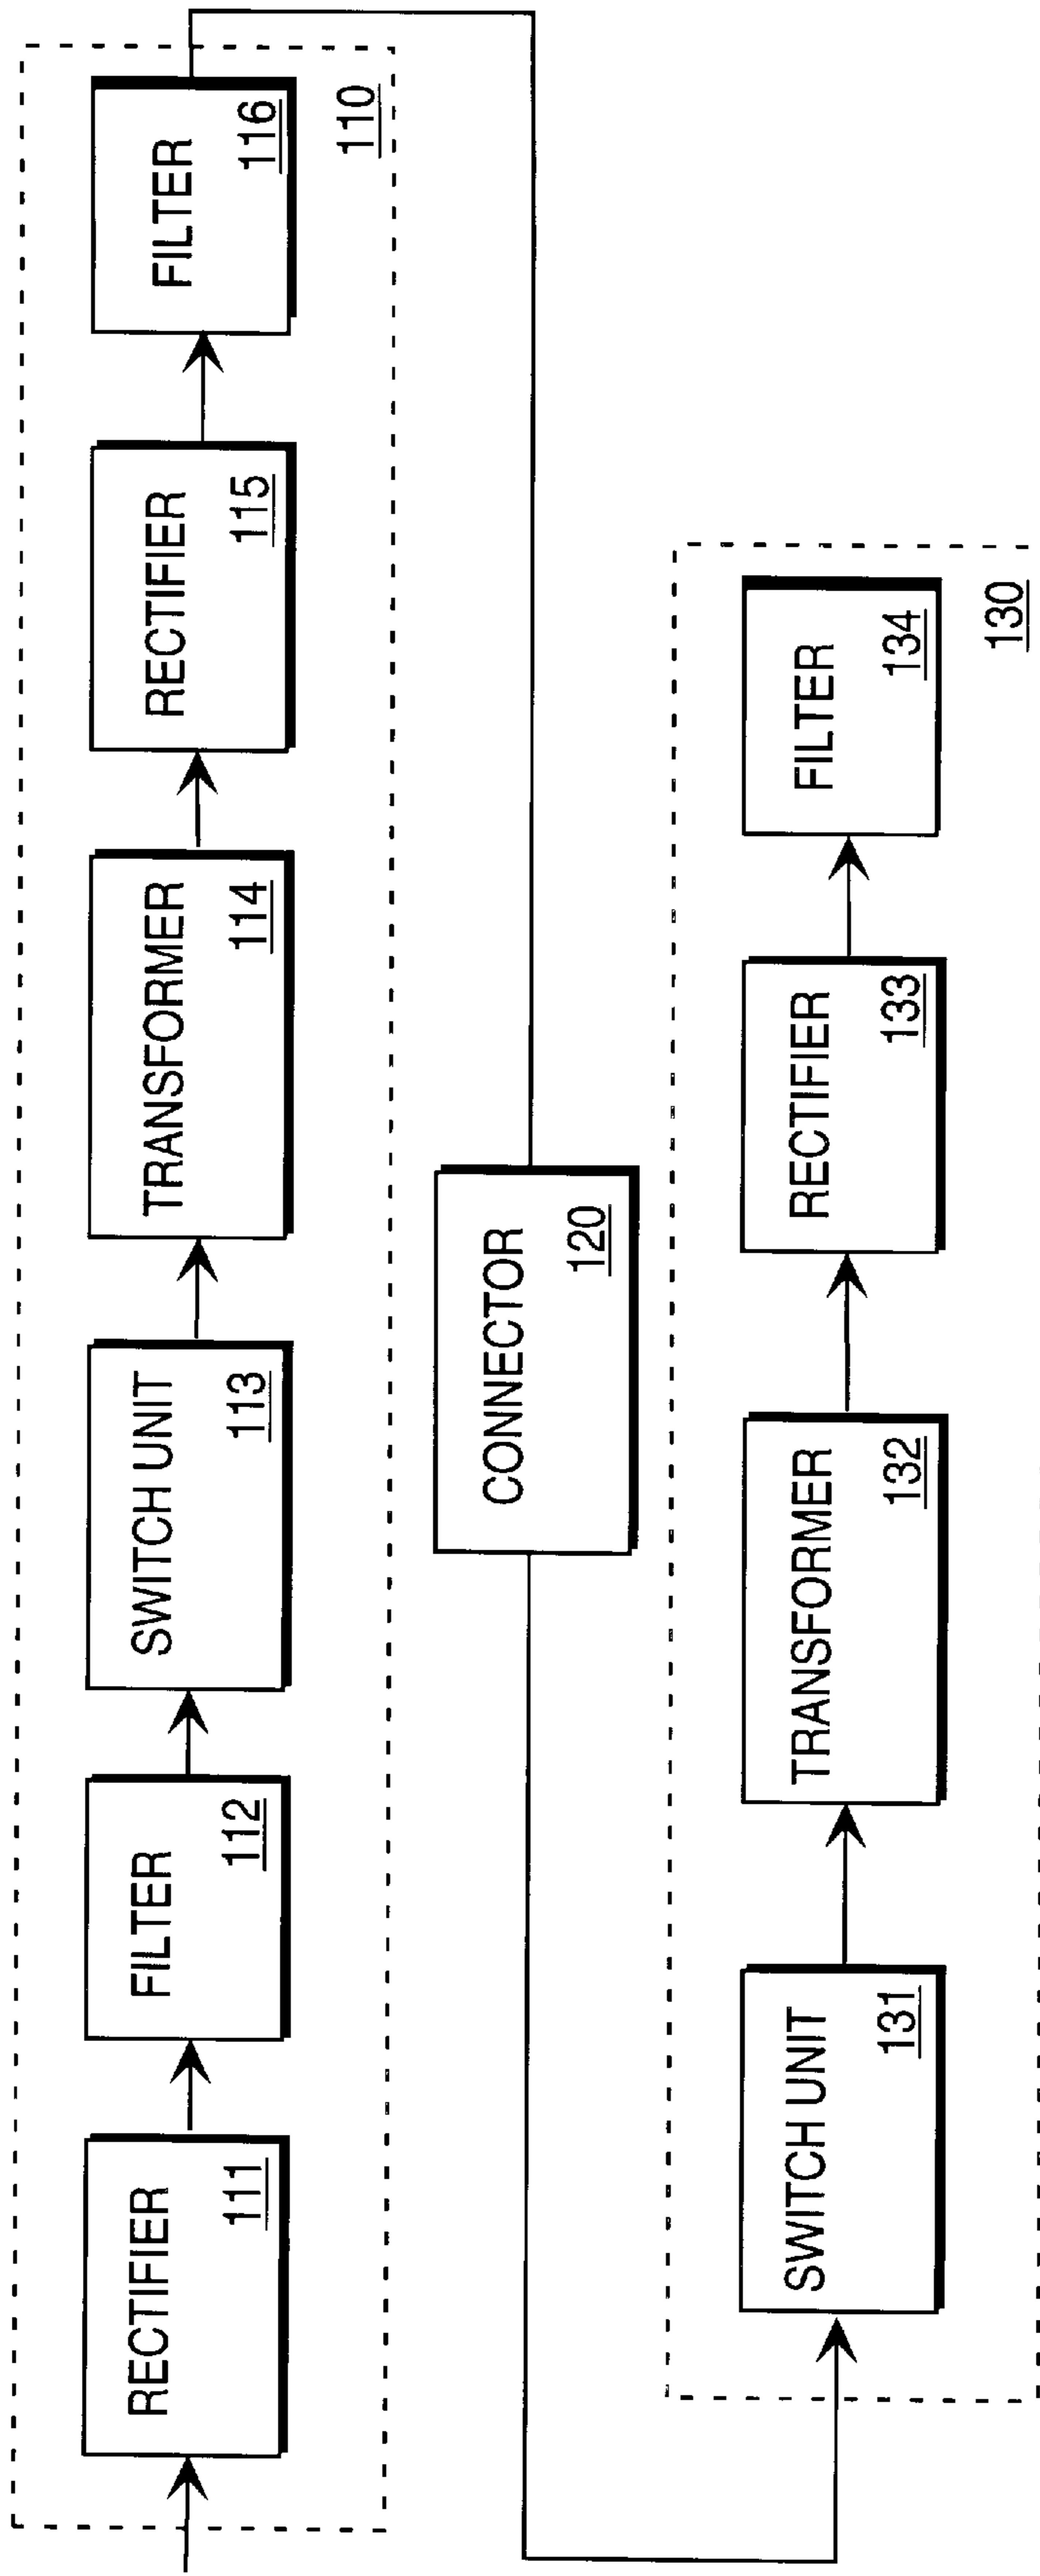 RECTIFIER
111
FILTER
112
SWITCH UNIT
113
TRANSFORMER
114
RECTIFIER
115
FILTER
116
110
CONNECTOR
120
SWITCH UNIT
131
TRANSFORMER
132
RECTIFIER
133
FILTER
134
130